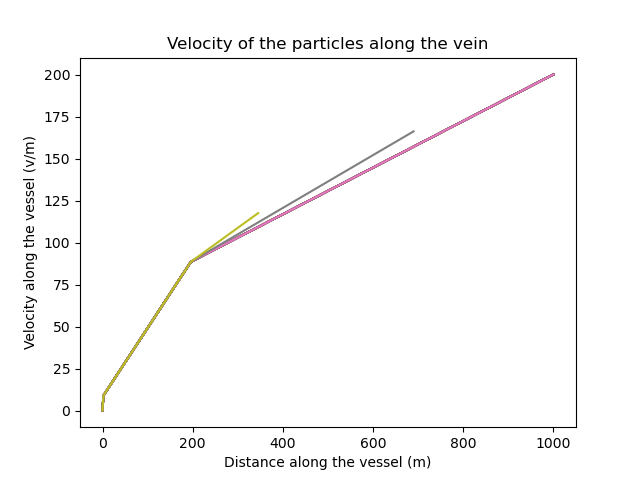 Velocity of the particles along the vein
200
175
150
125
100
75
50
25
0
Velocity along the vessel (v/m)
0 200 400 600 800 1000
Distance along the vessel (m)